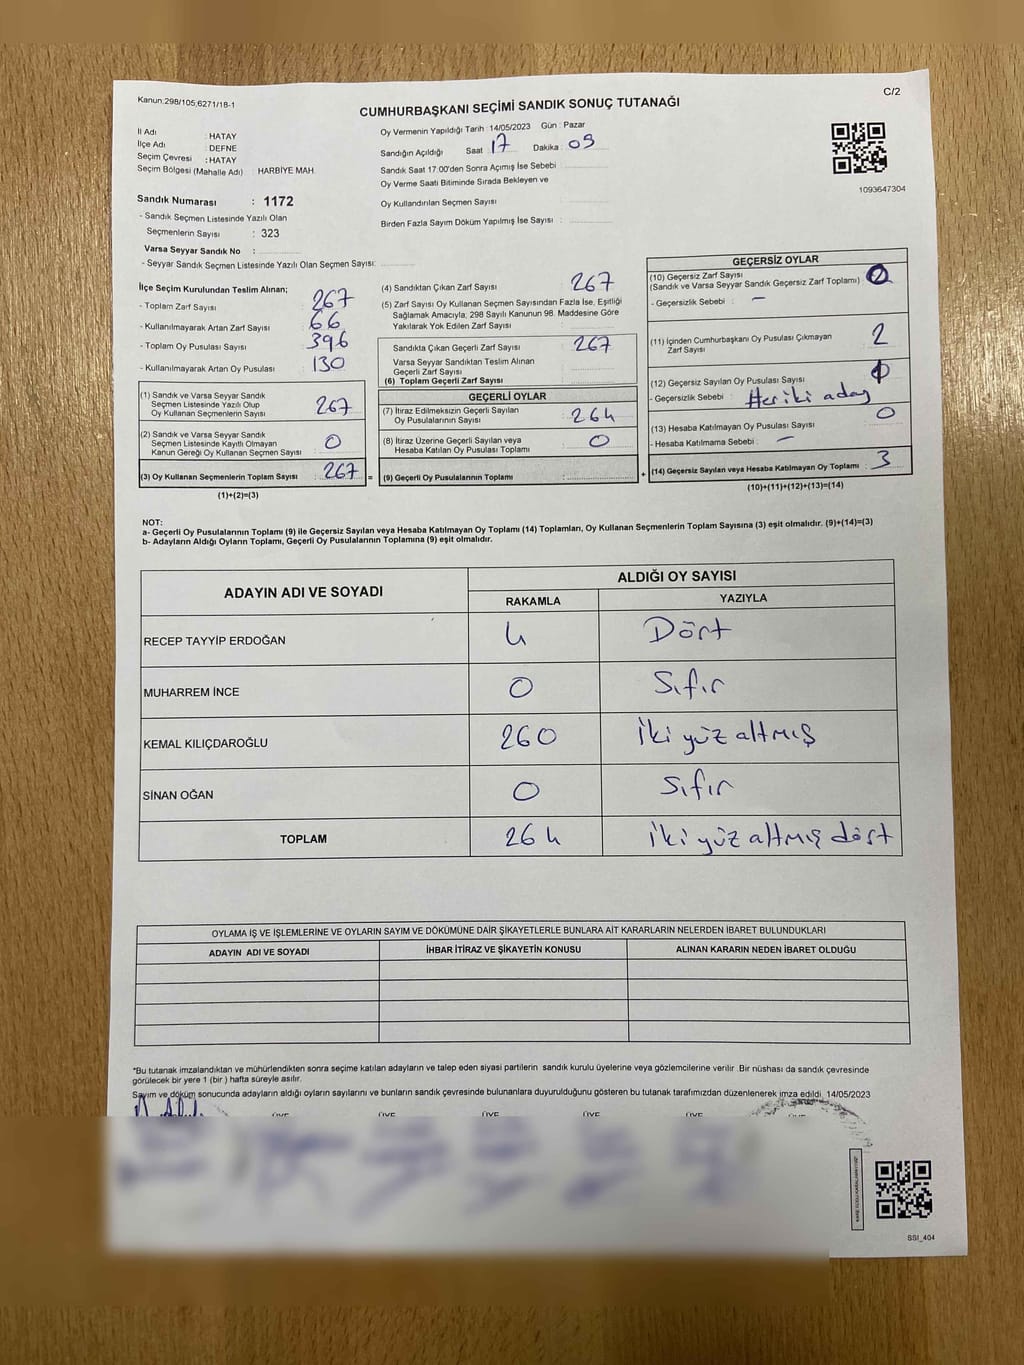 Kanun:298/105,6271/18-1
C/2
CUMHURBAŞKANI SEÇİMİ SANDIK SONUÇ TUTANAĞI
İl Adı : HATAY
İlçe Adı : DEFNE
Seçim Çevresi : HATAY
Seçim Bölgesi (Mahalle Adı) : HARBİYE MAH.
Sandık Numarası : 1172
- Sandık Seçmen Listesinde Yazılı Olan
Seçmenlerin Sayısı : 323
Varsa Seyyar Sandık No :
- Seyyar Sandık Seçmen Listesinde Yazılı Olan Seçmen Sayısı:
Oy Vermenin Yapıldığı Tarih :14/05/2023 Gün : Pazar
Sandığın Açıldığı Saat 17 Dakika : 09
Sandık Saat 17:00'den Sonra Açımış İse Sebebi
Oy Verme Saati Bitiminde Sırada Bekleyen ve
Oy Kullandırılan Seçmen Sayısı
Birden Fazla Sayım Döküm Yapılmış İse Sayısı :
1093647304
İlçe Seçim Kurulundan Teslim Alınan;
- Toplam Zarf Sayısı : 267
- Kullanılmayarak Artan Zarf Sayısı : 66
- Toplam Oy Pusulası Sayısı : 396
- Kullanılmayarak Artan Oy Pusulası : 130
(1) Sandık ve Varsa Seyyar Sandık
Seçmen Listesinde Yazılı Olup
Oy Kullanan Seçmenlerin Sayısı : 267
(2) Sandık ve Varsa Seyyar Sandık
Seçmen Listesinde Kayıtlı Olmayan
Kanun Gereği Oy Kullanan Seçmen Sayısı : 0
(3) Oy Kullanan Seçmenlerin Toplam Sayısı : 267 =
(1)+(2)=(3)
(4) Sandıktan Çıkan Zarf Sayısı : 267
(5) Zarf Sayısı Oy Kullanan Seçmen Sayısından Fazla İse, Eşitliği
Sağlamak Amacıyla; 298 Sayılı Kanunun 98. Maddesine Göre
Yakılarak Yok Edilen Zarf Sayısı :
Sandıkta Çıkan Geçerli Zarf Sayısı : 267
Varsa Seyyar Sandıktan Teslim Alınan
Geçerli Zarf Sayısı :
(6) Toplam Geçerli Zarf Sayısı :
GEÇERLİ OYLAR
(7) İtiraz Edilmeksizin Geçerli Sayılan
Oy Pusulalarının Sayısı : 264
(8) İtiraz Üzerine Geçerli Sayılan veya
Hesaba Katılan Oy Pusulası Toplamı : 0
(9) Geçerli Oy Pusulalarının Toplamı : +
GEÇERSİZ OYLAR
(10) Geçersiz Zarf Sayısı
(Sandık ve Varsa Seyyar Sandık Geçersiz Zarf Toplamı) :
- Geçersizlik Sebebi : –
(11) İçinden Cumhurbaşkanı Oy Pusulası Çıkmayan
Zarf Sayısı : 2
(12) Geçersiz Sayılan Oy Pusulası Sayısı :
- Geçersizlik Sebebi : Her iki aday
(13) Hesaba Katılmayan Oy Pusulası Sayısı : 0
- Hesaba Katılmama Sebebi : –
(14) Geçersiz Sayılan veya Hesaba Katılmayan Oy Toplamı : 3
(10)+(11)+(12)+(13)=(14)
NOT:
a- Geçerli Oy Pusulalarının Toplamı (9) ile Geçersiz Sayılan veya Hesaba Katılmayan Oy Toplamı (14) Toplamları, Oy Kullanan Seçmenlerin Toplam Sayısına (3) eşit olmalıdır. (9)+(14)=(3)
b- Adayların Aldığı Oyların Toplamı, Geçerli Oy Pusulalarının Toplamına (9) eşit olmalıdır.
ADAYIN ADI VE SOYADI
ALDIĞI OY SAYISI
RAKAMLA YAZIYLA
RECEP TAYYİP ERDOĞAN 4 Dört
MUHARREM İNCE 0 Sıfır
KEMAL KILIÇDAROĞLU 260 İki yüz altmış
SİNAN OĞAN 0 Sıfır
TOPLAM 264 İki yüz altmış dört
OYLAMA İŞ VE İŞLEMLERİNE VE OYLARIN SAYIM VE DÖKÜMÜNE DAİR ŞİKAYETLERLE BUNLARA AİT KARARLARIN NELERDEN İBARET BULUNDUKLARI
ADAYIN ADI VE SOYADI İHBAR İTİRAZ VE ŞİKAYETİN KONUSU ALINAN KARARIN NEDEN İBARET OLDUĞU
*Bu tutanak imzalandıktan ve mühürlendikten sonra seçime katılan adayların ve talep eden siyasi partilerin sandık kurulu üyelerine veya gözlemcilerine verilir. Bir nüshası da sandık çevresinde
görülecek bir yere 1 (bir ) hafta süreyle asılır.
Sayım ve döküm sonucunda adayların aldığı oyların sayılarını ve bunların sandık çevresinde bulunanlara duyurulduğunu gösteren bu tutanak tarafımızdan düzenlenerek imza edildi. 14/05/2023
ÜYE ÜYE ÜYE ÜYE ÜYE ÜYE
SSI_404